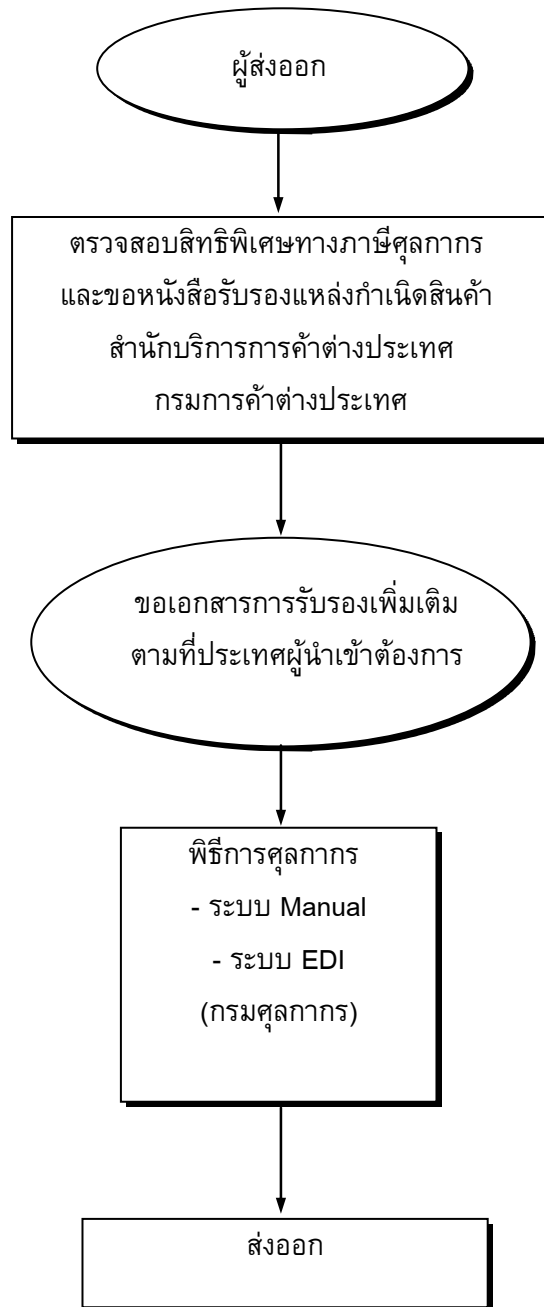 ผู้ส่งออก
ตรวจสอบสิทธิพิเศษทางภาษีศุลกากร
และขอหนังสือรับรองแหล่งกำเนิดสินค้า
สำนักบริการการค้าต่างประเทศ
กรมการค้าต่างประเทศ
ขอเอกสารการรับรองเพิ่มเติม
ตามที่ประเทศผู้นำเข้าต้องการ
พิธีการศุลกากร
- ระบบ Manual
- ระบบ EDI
(กรมศุลกากร)
ส่งออก